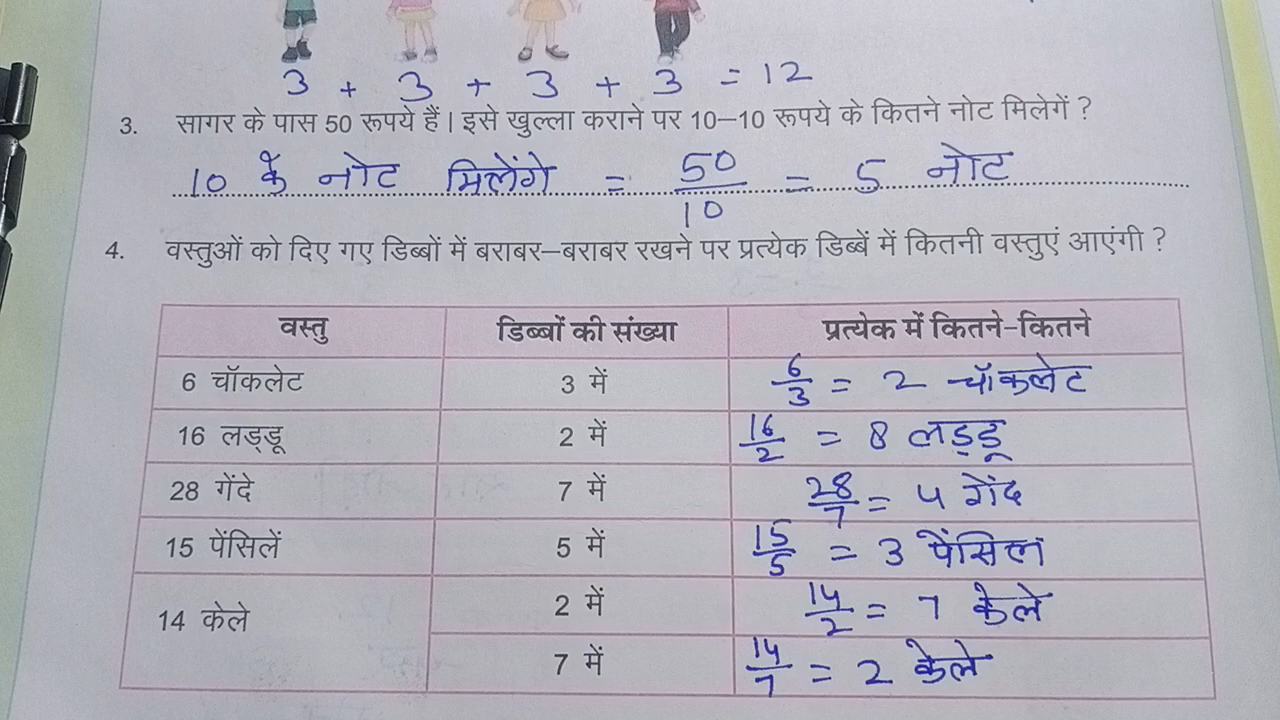 3 + 3 + 3 + 3 = 12
3. सागर के पास 50 रूपये हैं। इसे खुल्ला कराने पर 10–10 रूपये के कितने नोट मिलेगें ?
10 के नोट मिलेंगे = 50/10 = 5 नोट
4. वस्तुओं को दिए गए डिब्बों में बराबर–बराबर रखने पर प्रत्येक डिब्बें में कितनी वस्तुएं आएंगी ?
वस्तु डिब्बों की संख्या प्रत्येक में कितने-कितने
6 चॉकलेट 3 में 6/3 = 2 चॉकलेट
16 लड्डू 2 में 16/2 = 8 लड्डू
28 गेंदे 7 में 28/7 = 4 गेंद
15 पेंसिलें 5 में 15/5 = 3 पेंसिल
14 केले 2 में 14/2 = 7 केले
7 में 14/7 = 2 केले